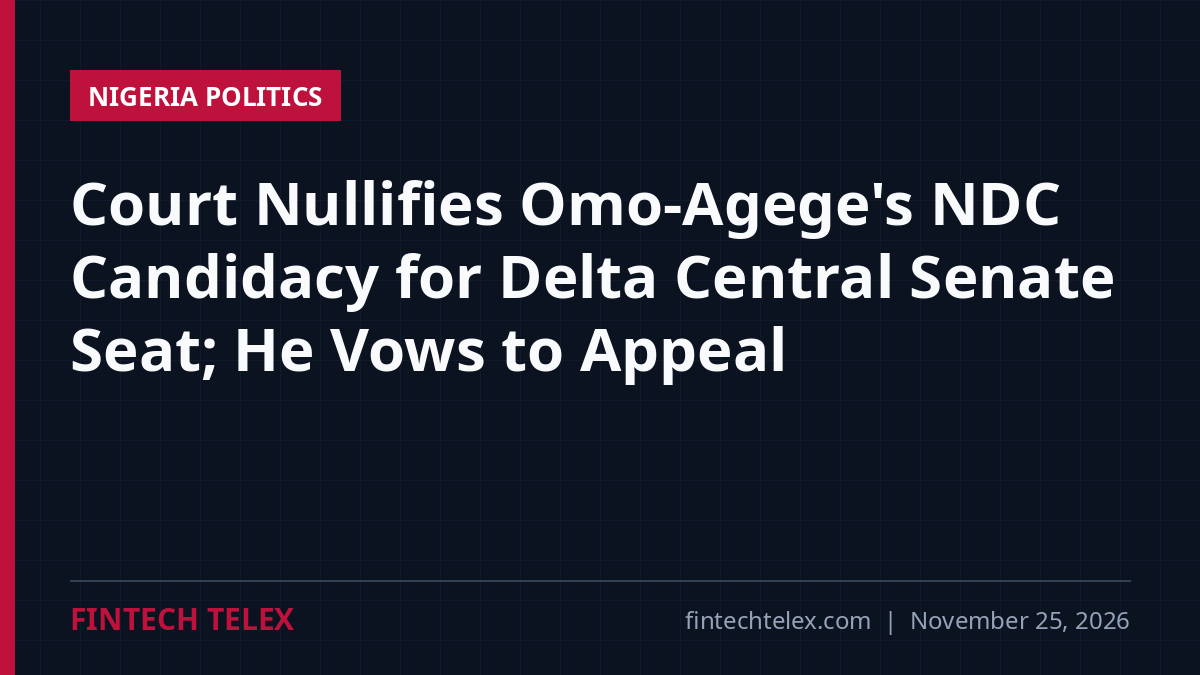 NIGERIA POLITICS
Court Nullifies Omo-Agege's NDC
Candidacy for Delta Central Senate
Seat; He Vows to Appeal
FINTECH TELEX
fintechtelex.com | November 25, 2026